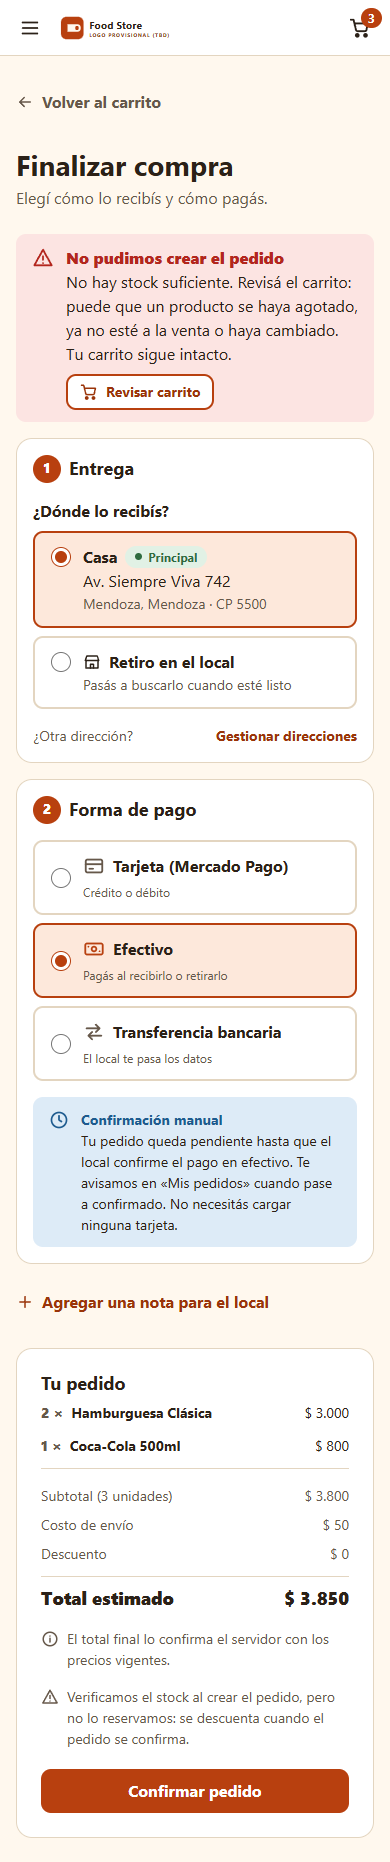 Food Store
LOGO PROVISIONAL (TBD)
3
Volver al carrito
Finalizar compra
Elegí cómo lo recibís y cómo pagás.
No pudimos crear el pedido
No hay stock suficiente. Revisá el carrito:
puede que un producto se haya agotado,
ya no esté a la venta o haya cambiado.
Tu carrito sigue intacto.
Revisar carrito
1 Entrega
¿Dónde lo recibís?
Casa Principal
Av. Siempre Viva 742
Mendoza, Mendoza · CP 5500
Retiro en el local
Pasás a buscarlo cuando esté listo
¿Otra dirección? Gestionar direcciones
2 Forma de pago
Tarjeta (Mercado Pago)
Crédito o débito
Efectivo
Pagás al recibirlo o retirarlo
Transferencia bancaria
El local te pasa los datos
Confirmación manual
Tu pedido queda pendiente hasta que el
local confirme el pago en efectivo. Te
avisamos en «Mis pedidos» cuando pase
a confirmado. No necesitás cargar
ninguna tarjeta.
Agregar una nota para el local
Tu pedido
2 × Hamburguesa Clásica $ 3.000
1 × Coca-Cola 500ml $ 800
Subtotal (3 unidades) $ 3.800
Costo de envío $ 50
Descuento $ 0
Total estimado $ 3.850
El total final lo confirma el servidor con los
precios vigentes.
Verificamos el stock al crear el pedido, pero
no lo reservamos: se descuenta cuando el
pedido se confirma.
Confirmar pedido